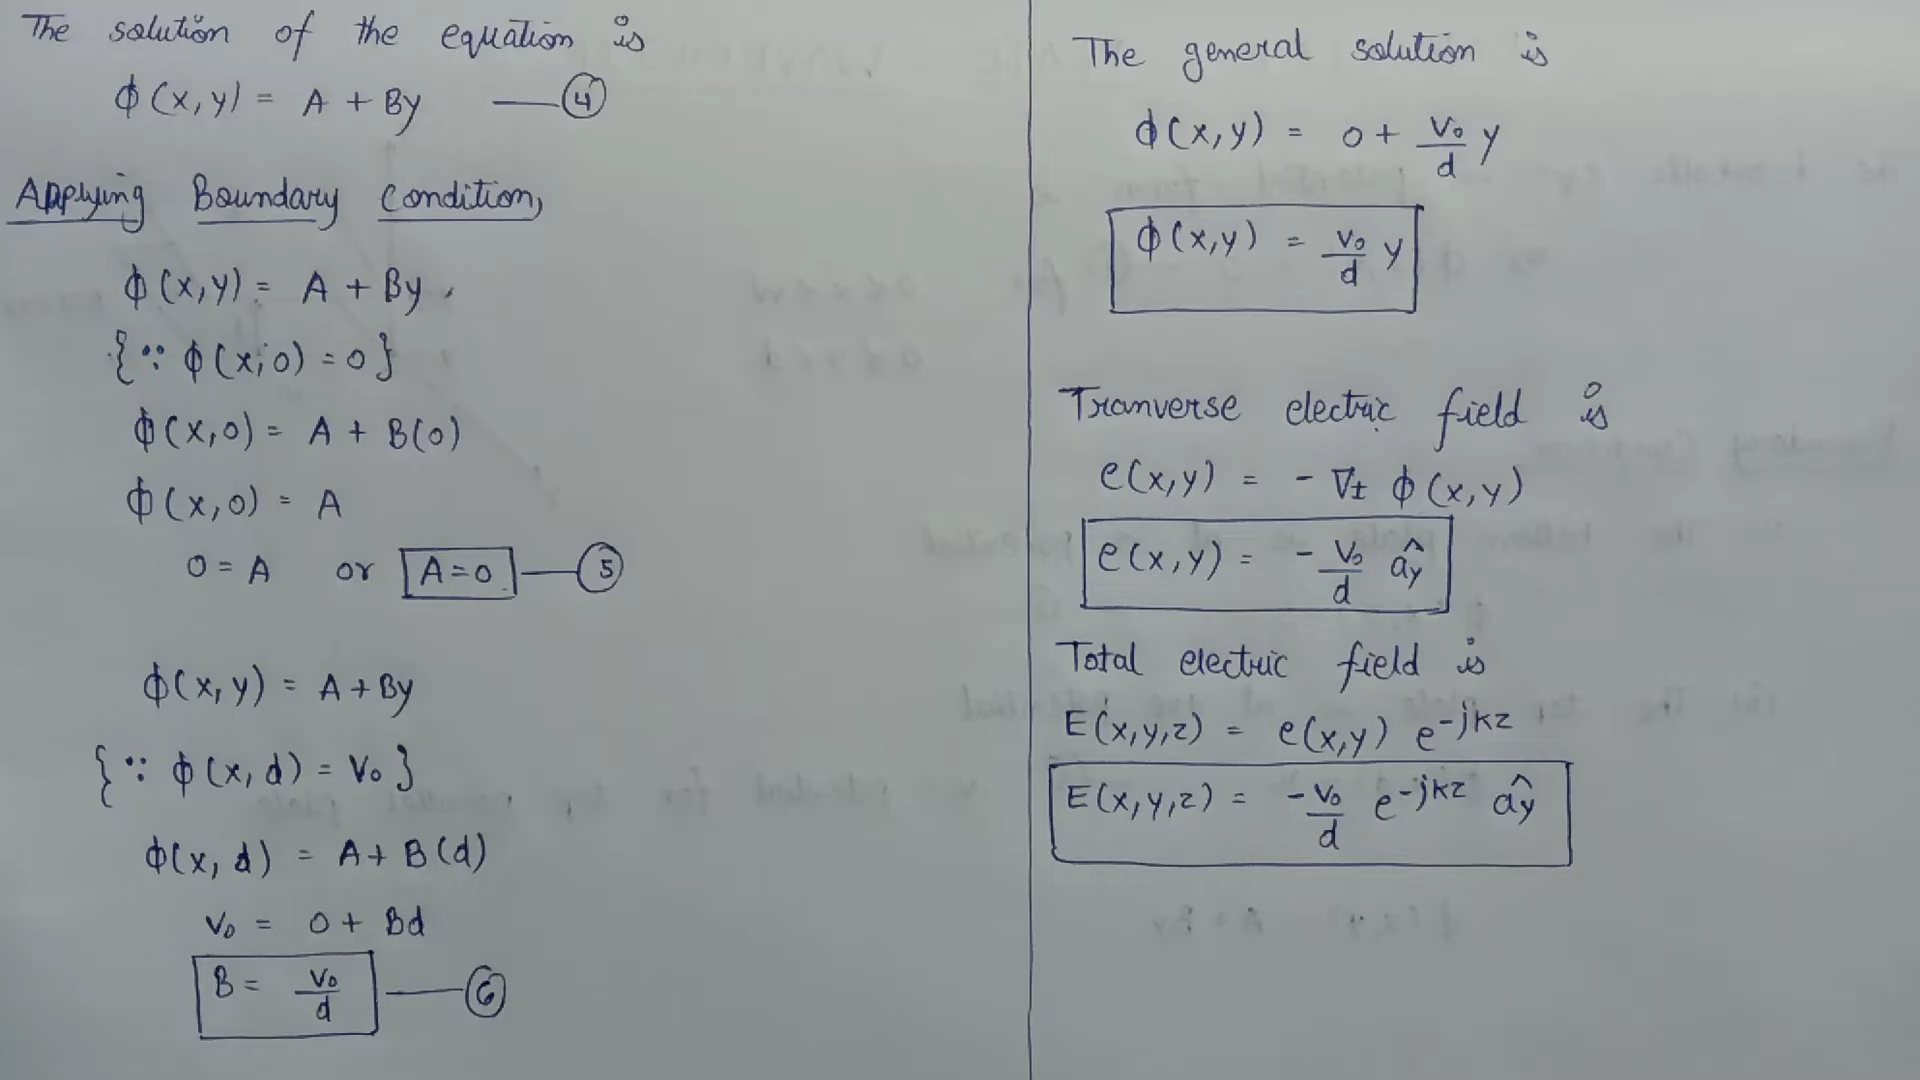 The solution of the equation is
ϕ(x,y) = A + By —— ④
Applying Boundary Condition,
ϕ(x,y) = A + By
{∵ ϕ(x,0) = 0}
ϕ(x,0) = A + B(0)
ϕ(x,0) = A
0 = A or A=0 —— ⑤
ϕ(x,y) = A + By
{∵ ϕ(x,d) = V₀}
ϕ(x,d) = A + B(d)
V₀ = 0 + Bd
B = V₀/d —— ⑥
The general solution is
ϕ(x,y) = 0 + V₀/d y
ϕ(x,y) = V₀/d y
Tranverse electric field is
e(x,y) = - ∇t ϕ(x,y)
e(x,y) = - V₀/d ây
Total electric field is
E(x,y,z) = e(x,y) e^-jkz
E(x,y,z) = -V₀/d e^-jkz ây